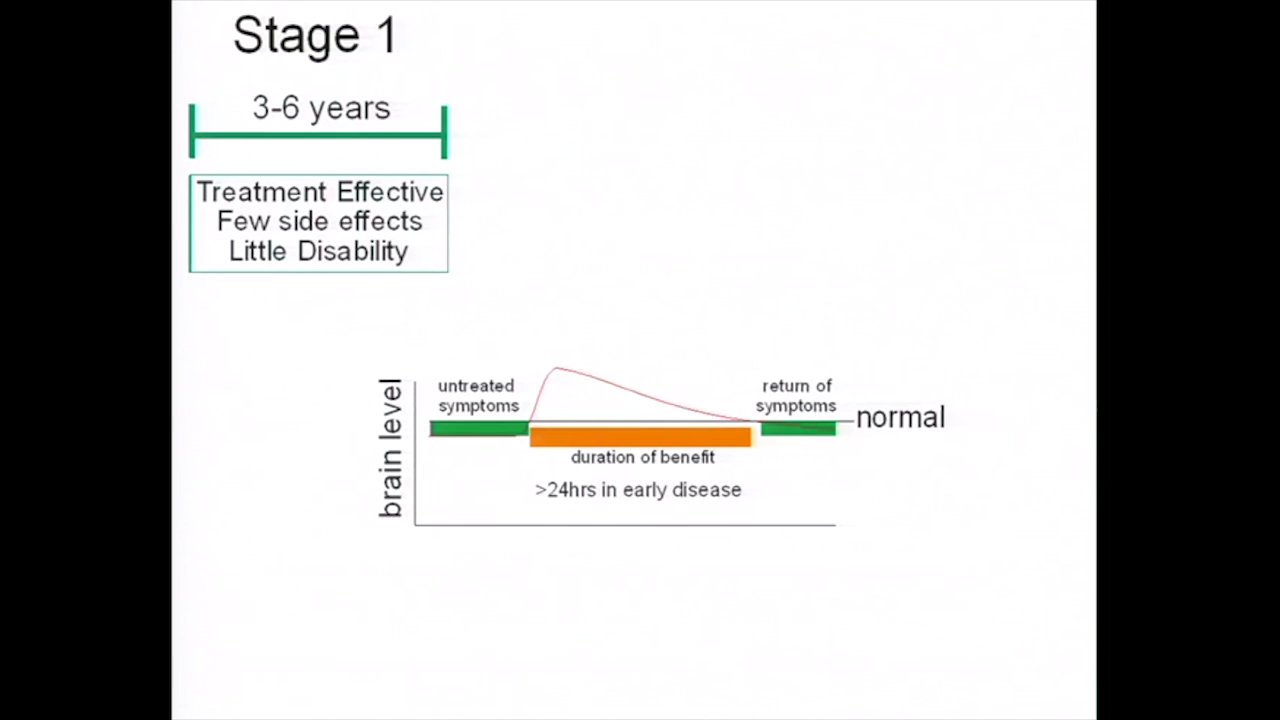 Stage 1
3-6 years
Treatment Effective
Few side effects
Little Disability
brain level
untreated
symptoms
return of
symptoms
normal
duration of benefit
>24hrs in early disease